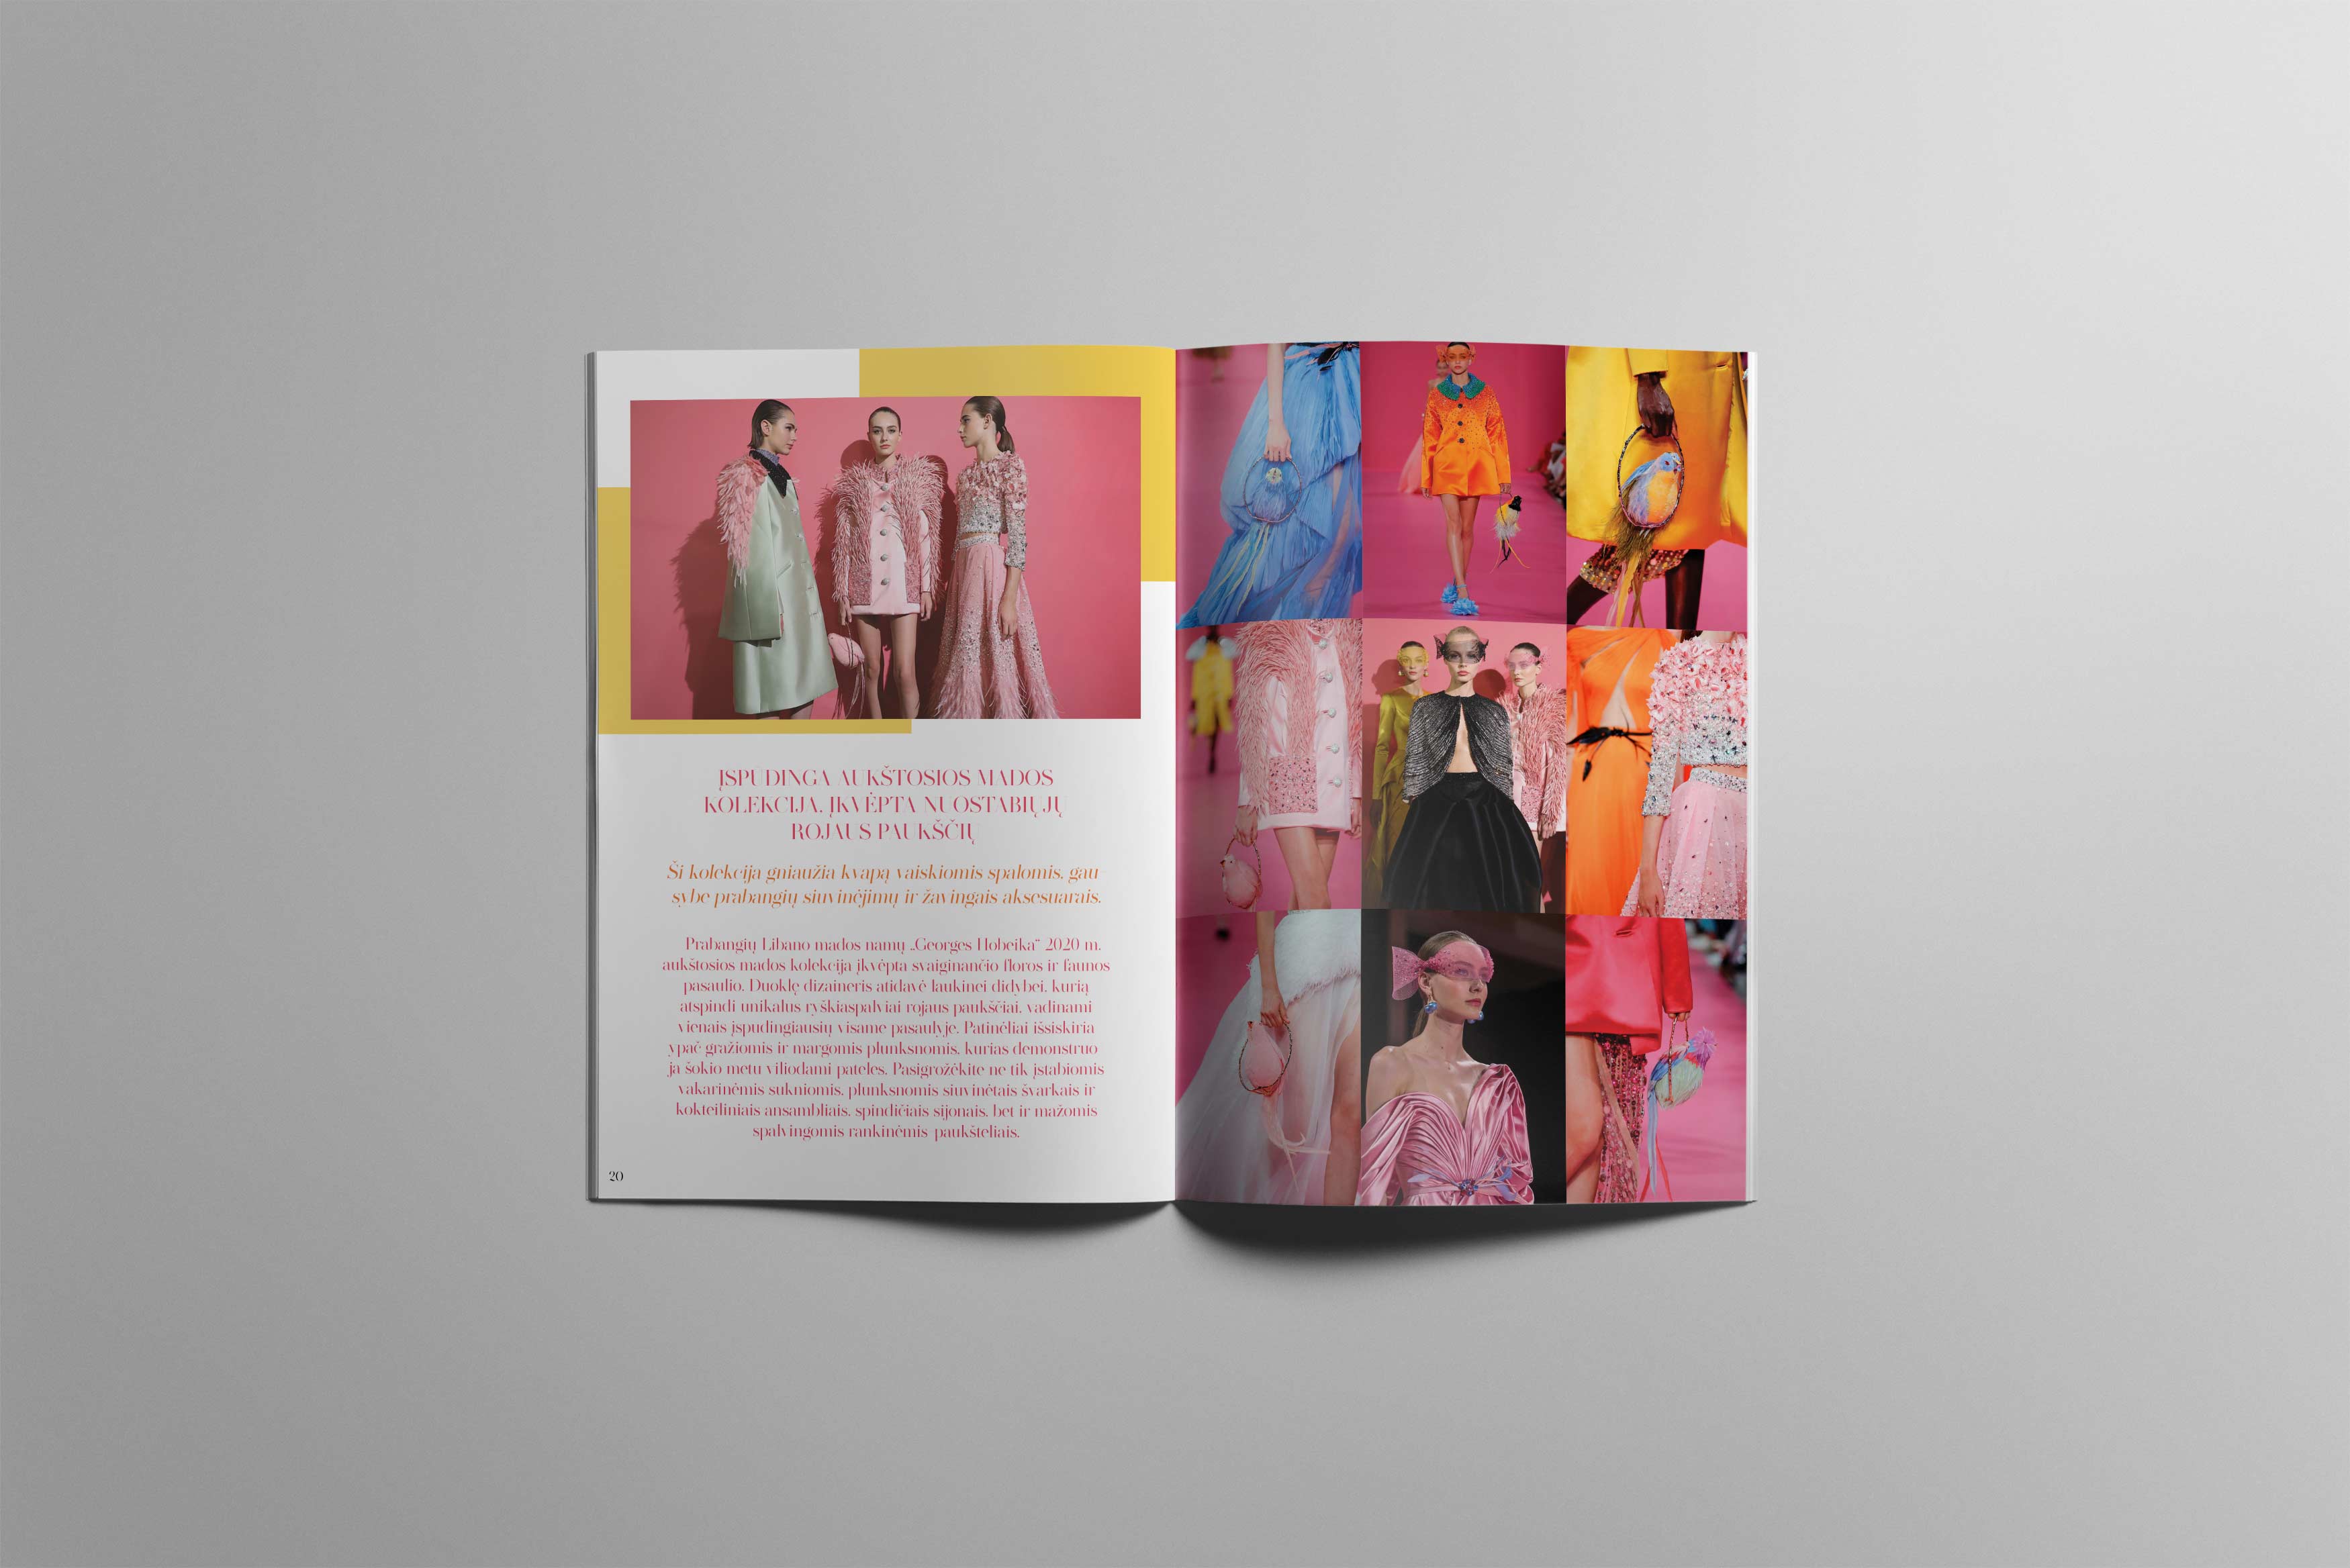 ĮSPUDINGA AUKŠTOSIOS MADOS
KOLEKCIJA, ĮKVĖPTA NUOSTABIŲJŲ
ROJAUS PAUKŠČIŲ
Ši kolekcija gniaužia kvapą vaiskiomis spalomis, gau-
sybe prabangių siuvinėjimų ir žavingais aksesuarais.
Prabangių Libano mados namų „Georges Hobeika“ 2020 m.
aukštosios mados kolekcija įkvėpta svaiginančio floros ir faunos
pasaulio. Duoklę dizaineris atidavė laukinei didybei, kurią
atspindi unikalus ryškiaspalviai rojaus paukščiai, vadinami
vienais įspudingiausių visame pasaulyje. Patinėliai išsiskiria
ypač gražiomis ir margomis plunksnomis, kurias demonstruo
ja šokio metu viliodami pateles. Pasigrožėkite ne tik įstabiomis
vakarinėmis sukniomis, plunksnomis siuvinėtais švarkais ir
kokteiliniais ansambliais, spindičiais sijonais, bet ir mažomis
spalvingomis rankinėmis paukšteliais.
20